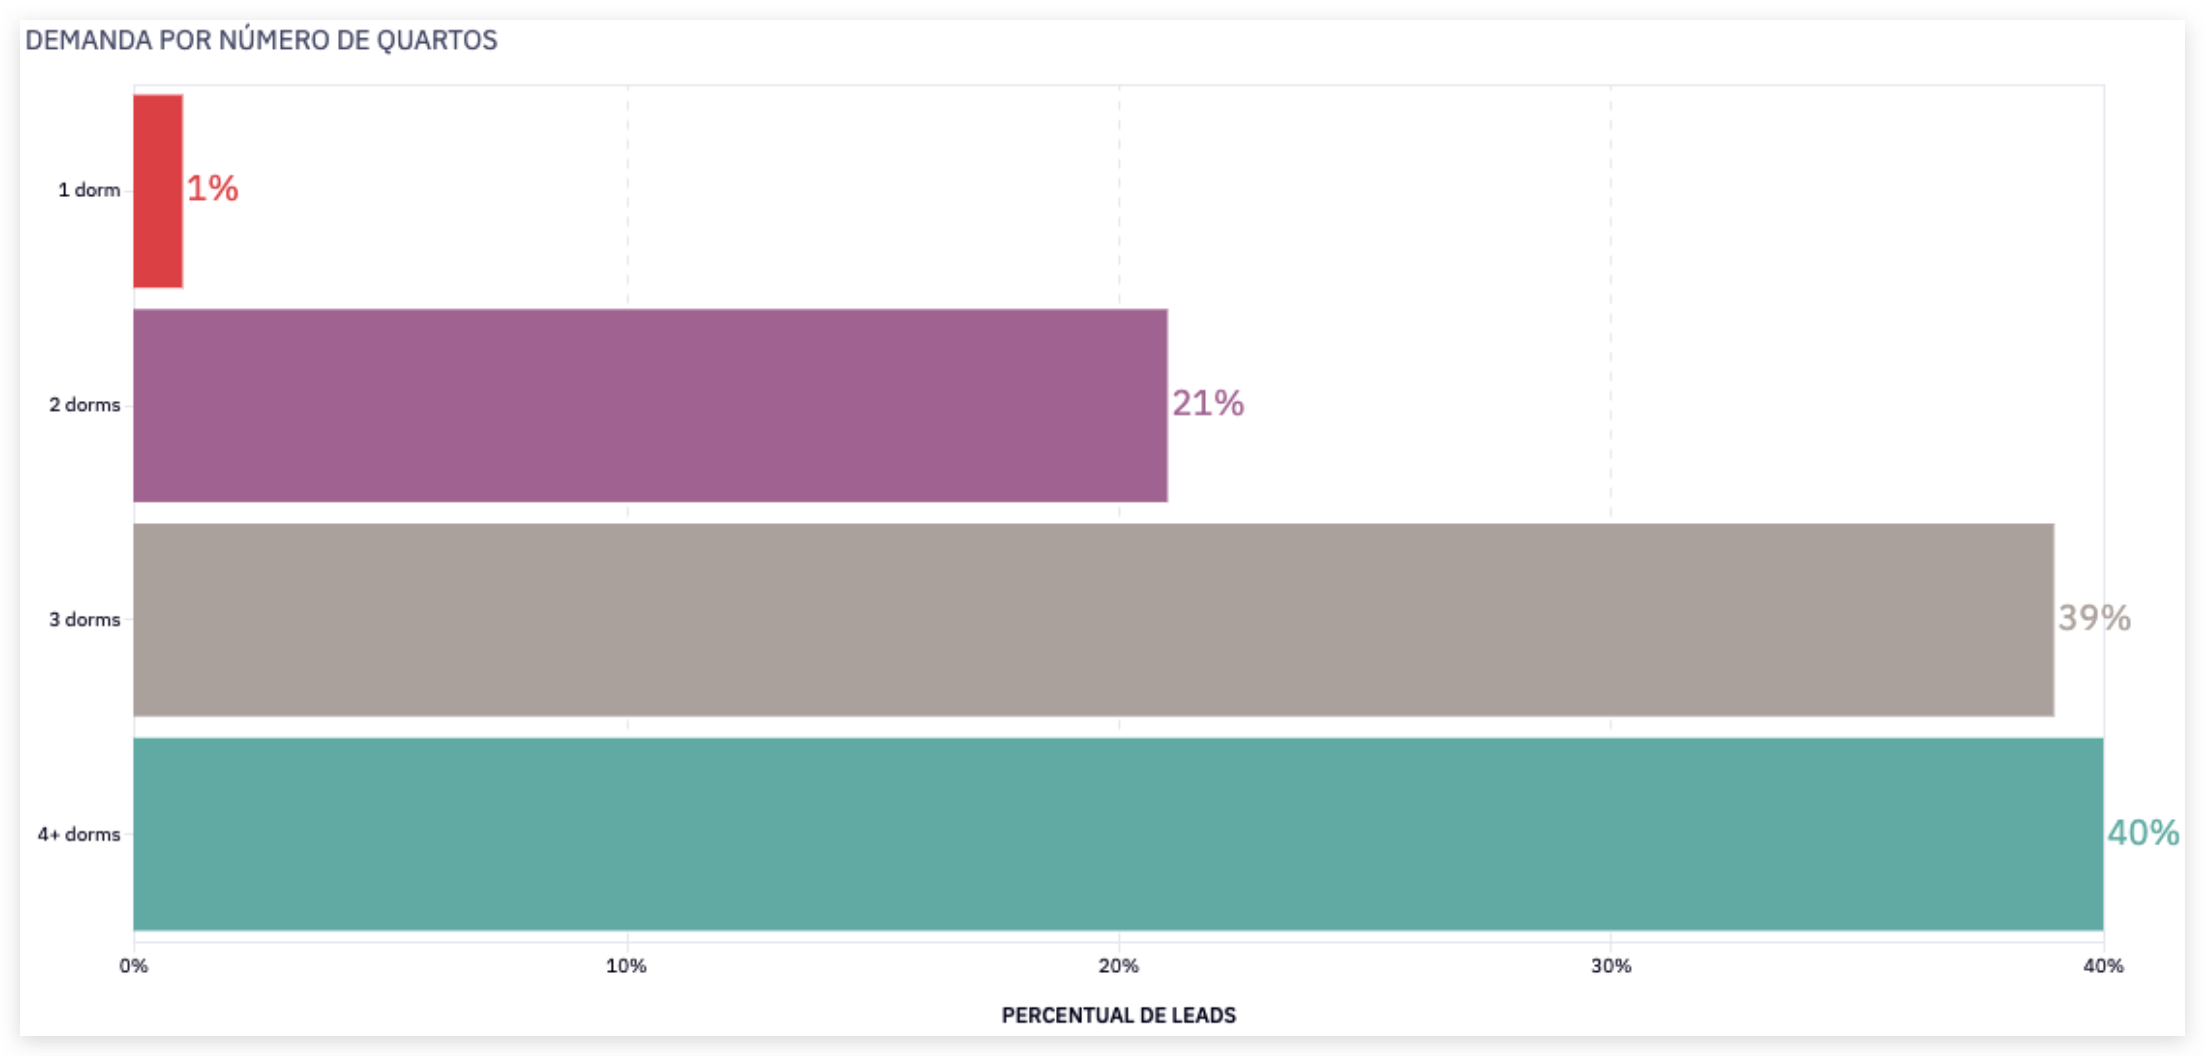 DEMANDA POR NÚMERO DE QUARTOS
1 dorm 1%
2 dorms 21%
3 dorms 39%
4+ dorms 40%
0% 10% 20% 30% 40%
PERCENTUAL DE LEADS